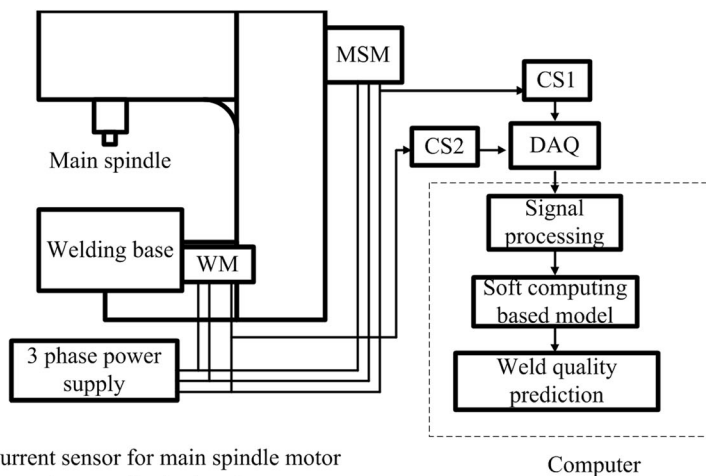 MSM
CS1
CS2
DAQ
Main spindle
Signal
processing
Welding base
WM
Soft computing
based model
3 phase power
supply
Weld quality
prediction
urrent sensor for main spindle motor
Computer